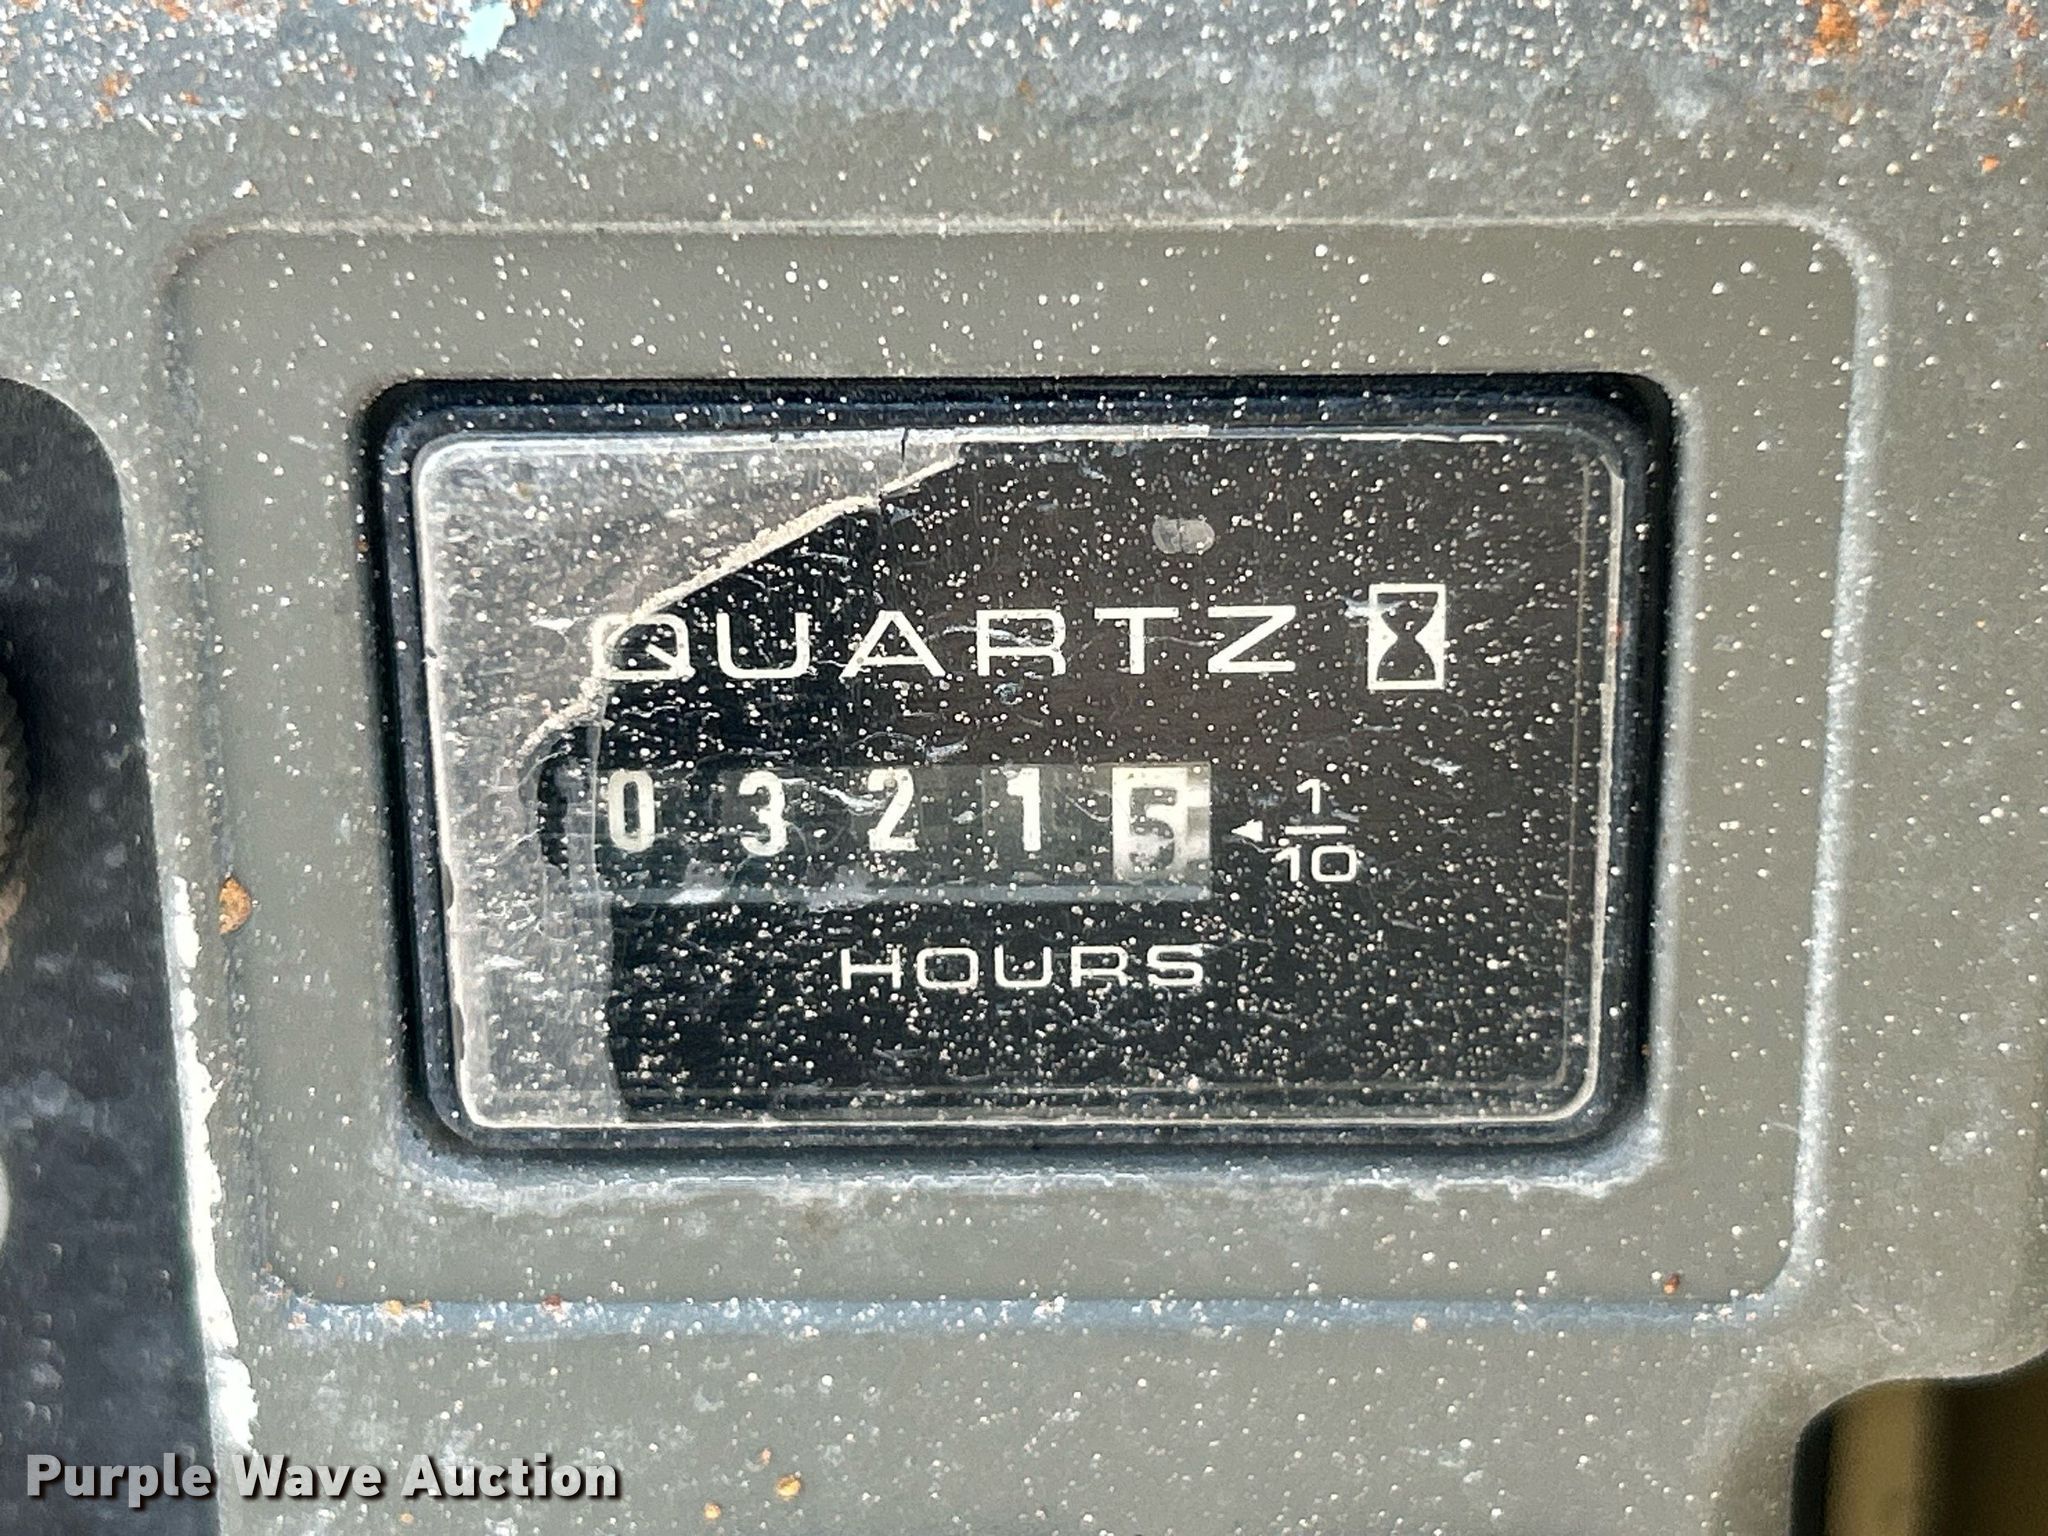 QUARTZ
0 3 2 1 5 1/10
HOURS
Purple Wave Auction